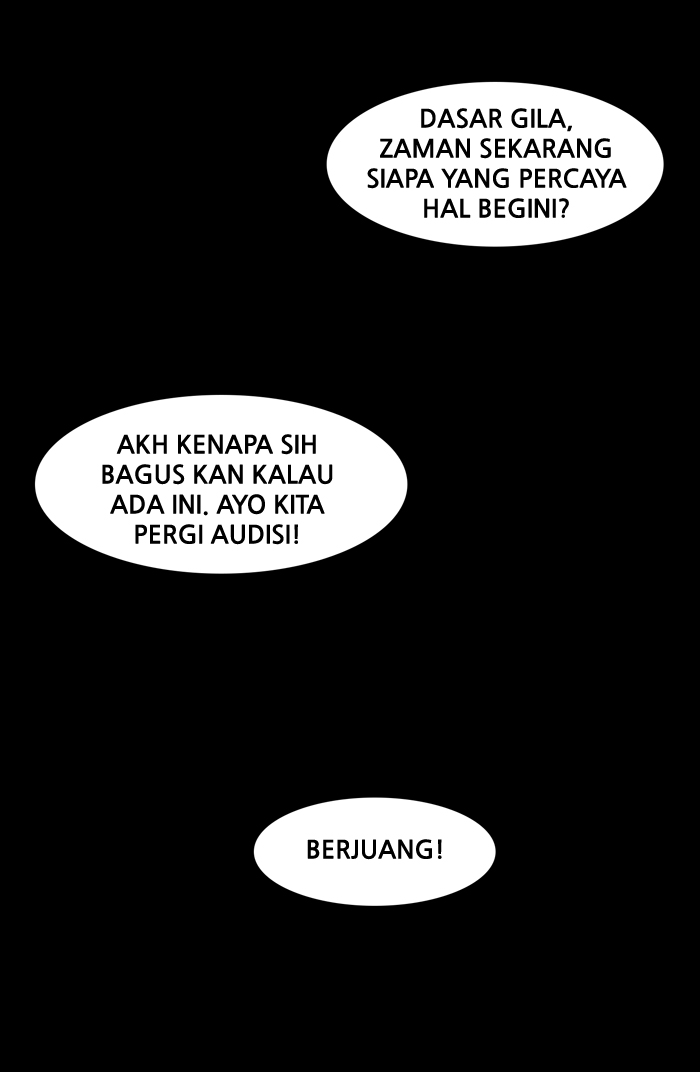 DASAR GILA,
ZAMAN SEKARANG
SIAPA YANG PERCAYA
HAL BEGINI?
AKH KENAPA SIH
BAGUS KAN KALAU
ADA INI. AYO KITA
PERGI AUDISI!
BERJUANG!